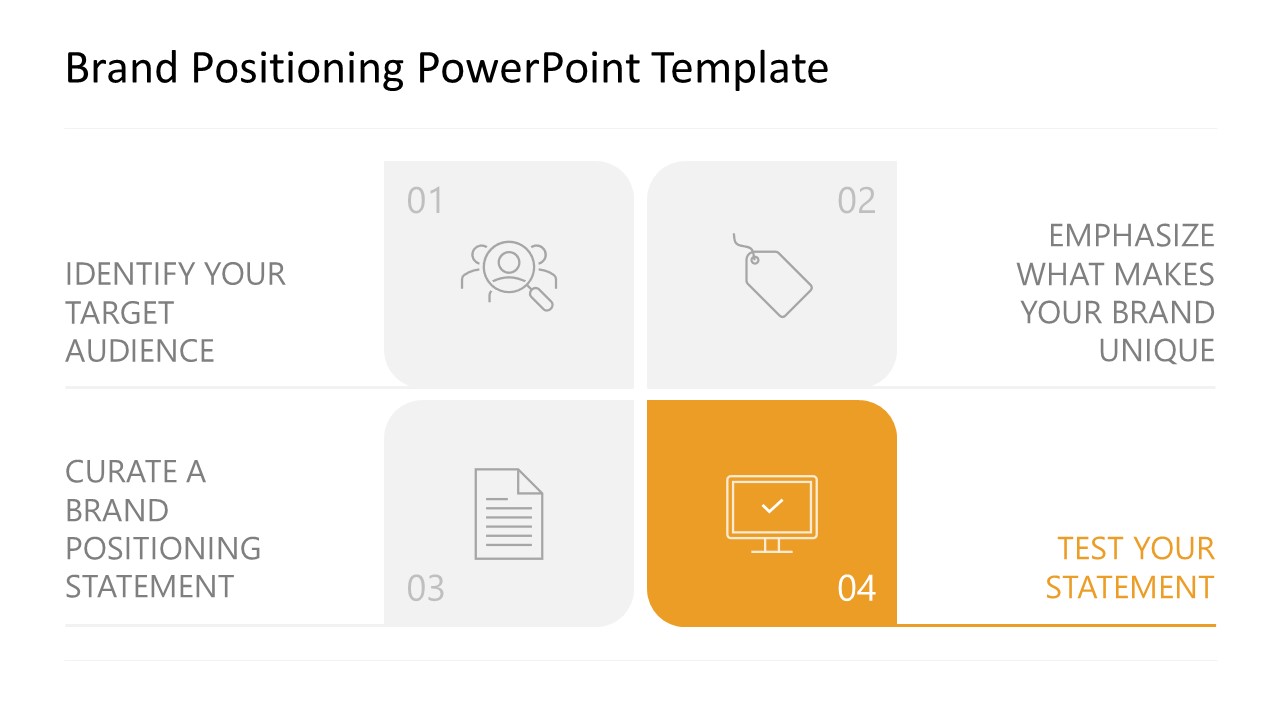 Brand Positioning PowerPoint Template
01
IDENTIFY YOUR
TARGET
AUDIENCE
02
EMPHASIZE
WHAT MAKES
YOUR BRAND
UNIQUE
03
CURATE A
BRAND
POSITIONING
STATEMENT
04
TEST YOUR
STATEMENT